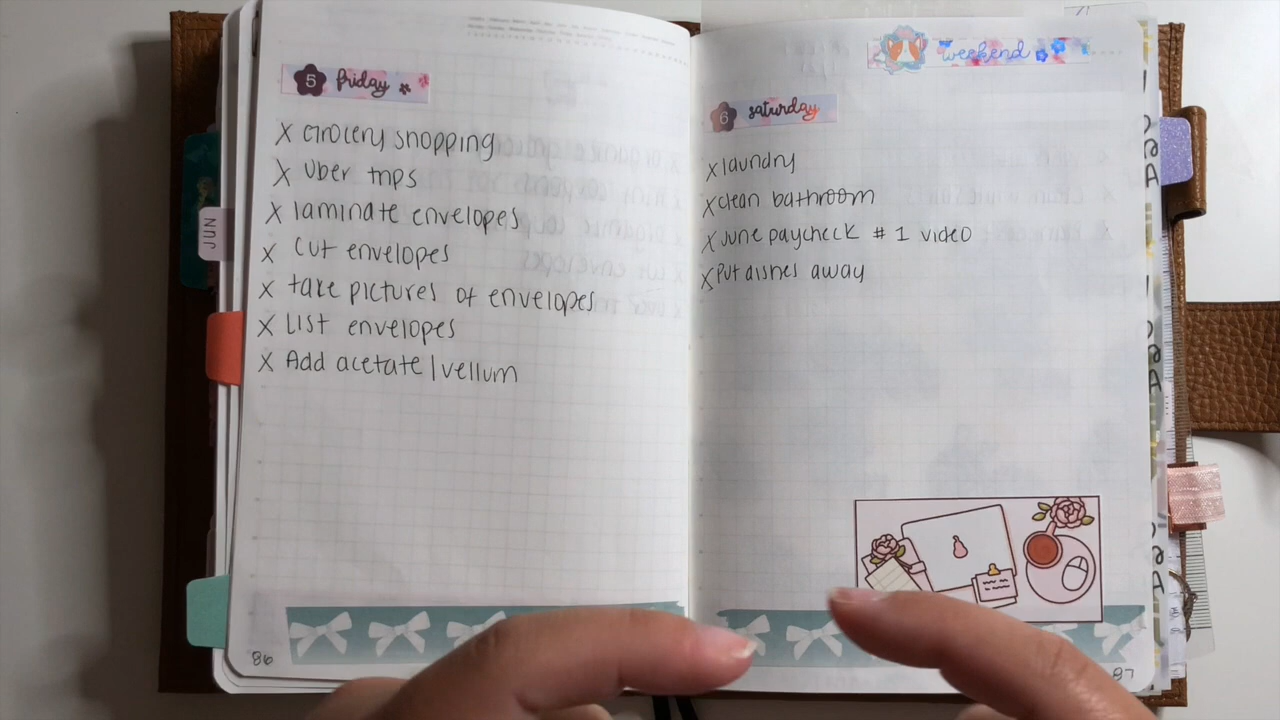 5 friday
X Grocery shopping
X Uber trips
X laminate envelopes
X cut envelopes
X take pictures of envelopes
X List envelopes
X Add acetate/vellum
86
weekend
6 saturday
X laundry
X clean bathroom
X June paycheck # 1 video
X Put dishes away
87
JUN